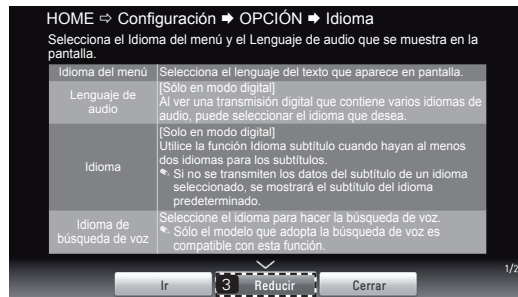 HOME ⇨ Configuración ➡ OPCIÓN ➡ Idioma
Selecciona el Idioma del menú y el Lenguaje de audio que se muestra en la
pantalla.
Idioma del menú
Selecciona el lenguaje del texto que aparece en pantalla.
Lenguaje de
audio
[Sólo en modo digital]
Al ver una transmisión digital que contiene varios idiomas de
audio, puede seleccionar el idioma que desea.
Idioma
[Solo en modo digital]
Utilice la función Idioma subtítulo cuando hayan al menos
dos idiomas para los subtítulos.
✎ Si no se transmiten los datos del subtítulo de un idioma
seleccionado, se mostrará el subtítulo del idioma
predeterminado.
Idioma de
búsqueda de voz
Seleccione el idioma para hacer la búsqueda de voz.
✎ Sólo el modelo que adopta la búsqueda de voz es
compatible con esta función.
1/2
Ir
3 Reducir
Cerrar